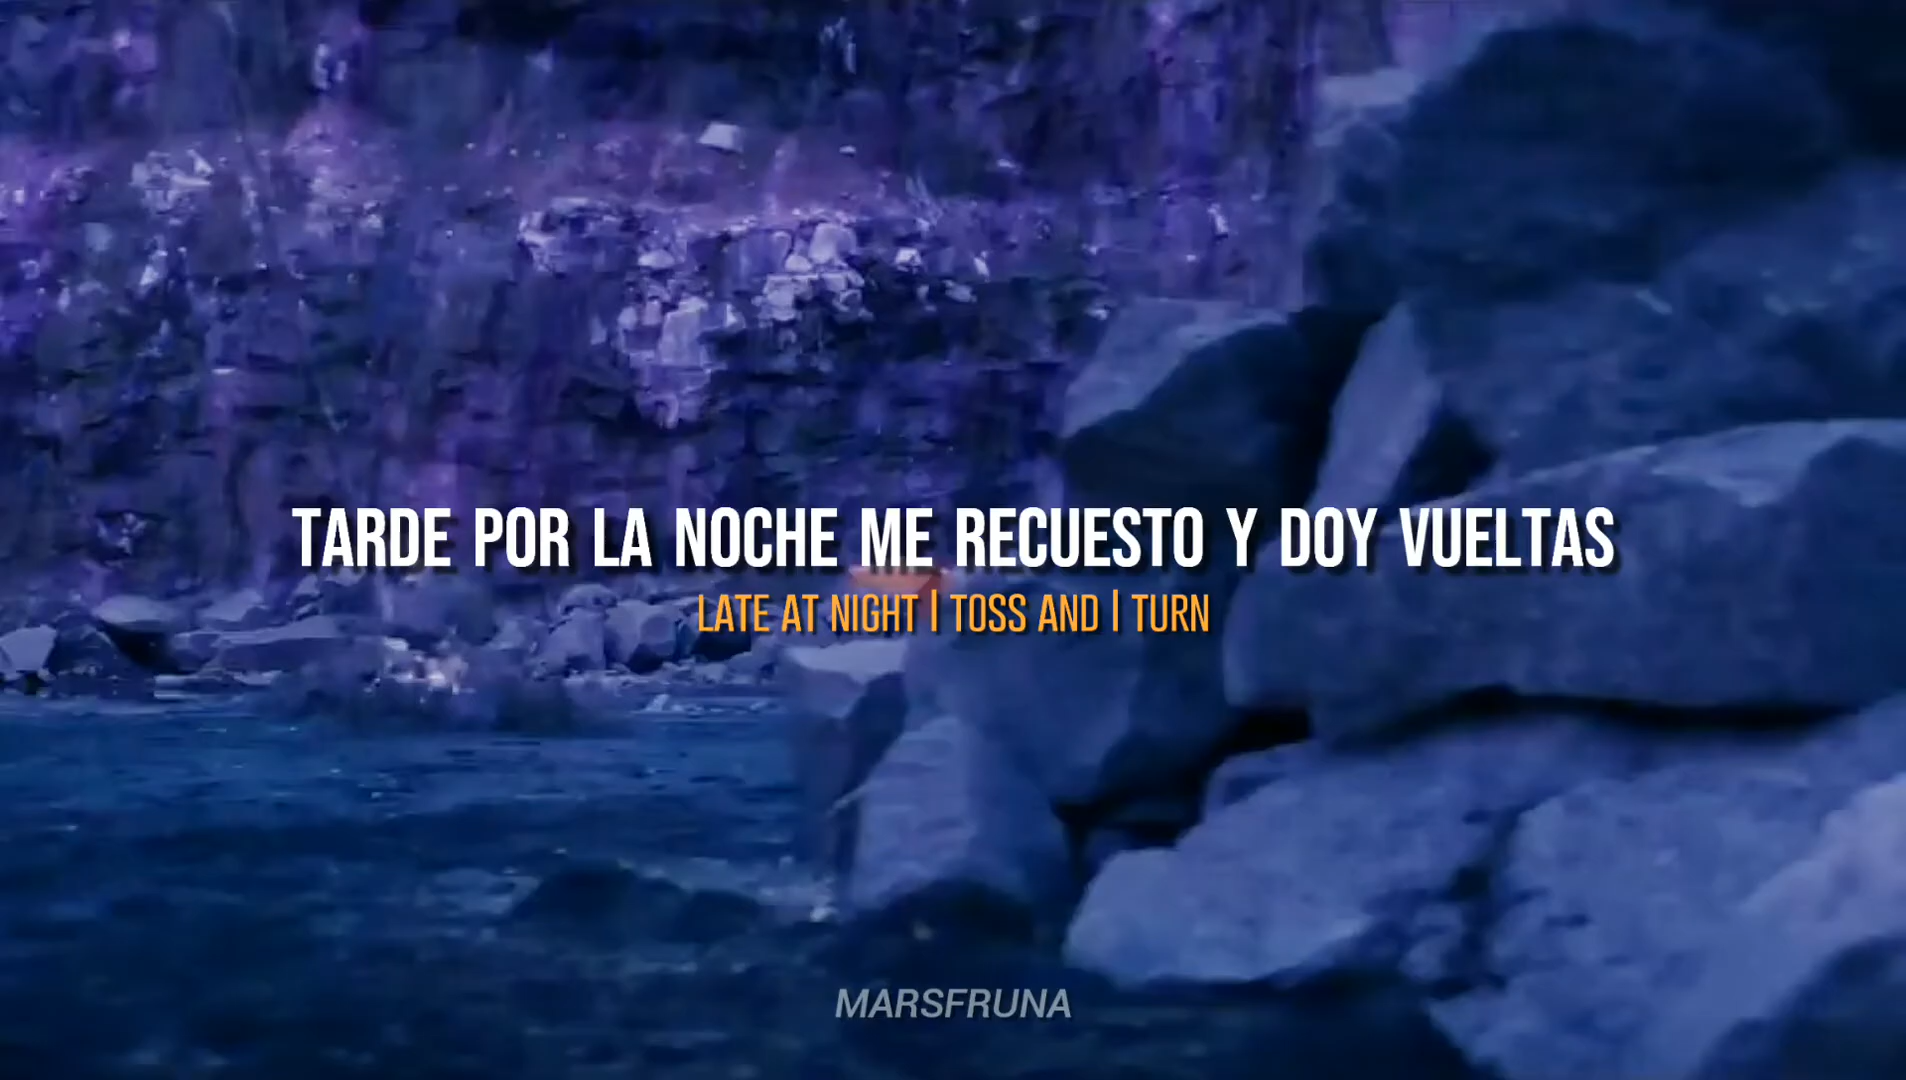 TARDE POR LA NOCHE ME RECUESTO Y DOY VUELTAS
LATE AT NIGHT I TOSS AND I TURN
MARSFRUNA